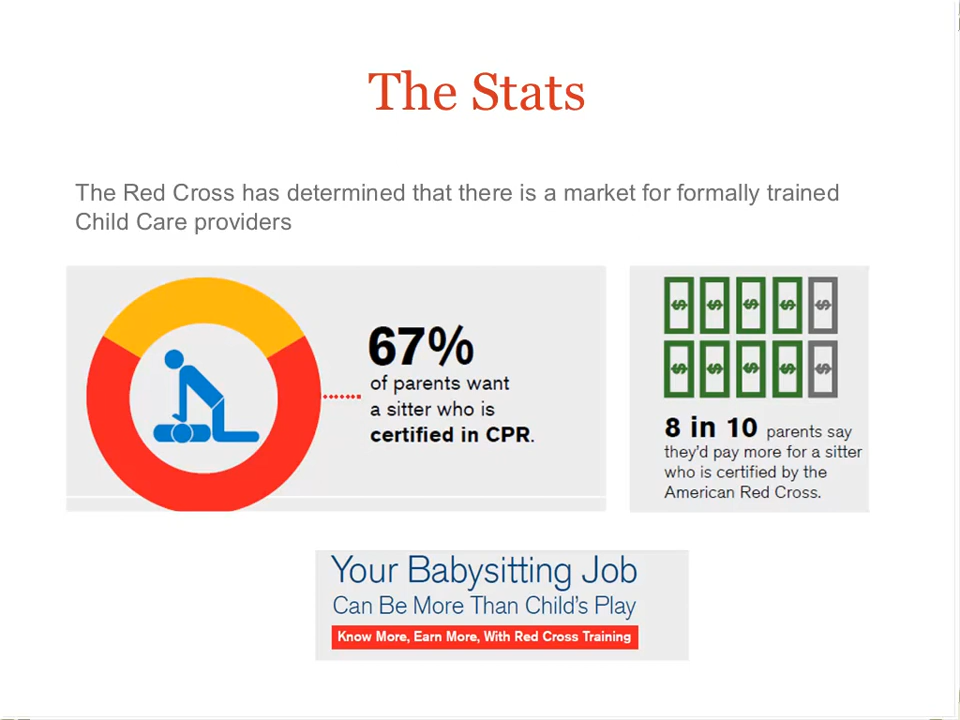 The Stats
The Red Cross has determined that there is a market for formally trained
Child Care providers
67%
of parents want
a sitter who is
certified in CPR.
$ $ $ $ $
$ $ $ $ $
8 in 10 parents say
they'd pay more for a sitter
who is certified by the
American Red Cross.
Your Babysitting Job
Can Be More Than Child's Play
Know More, Earn More, With Red Cross Training